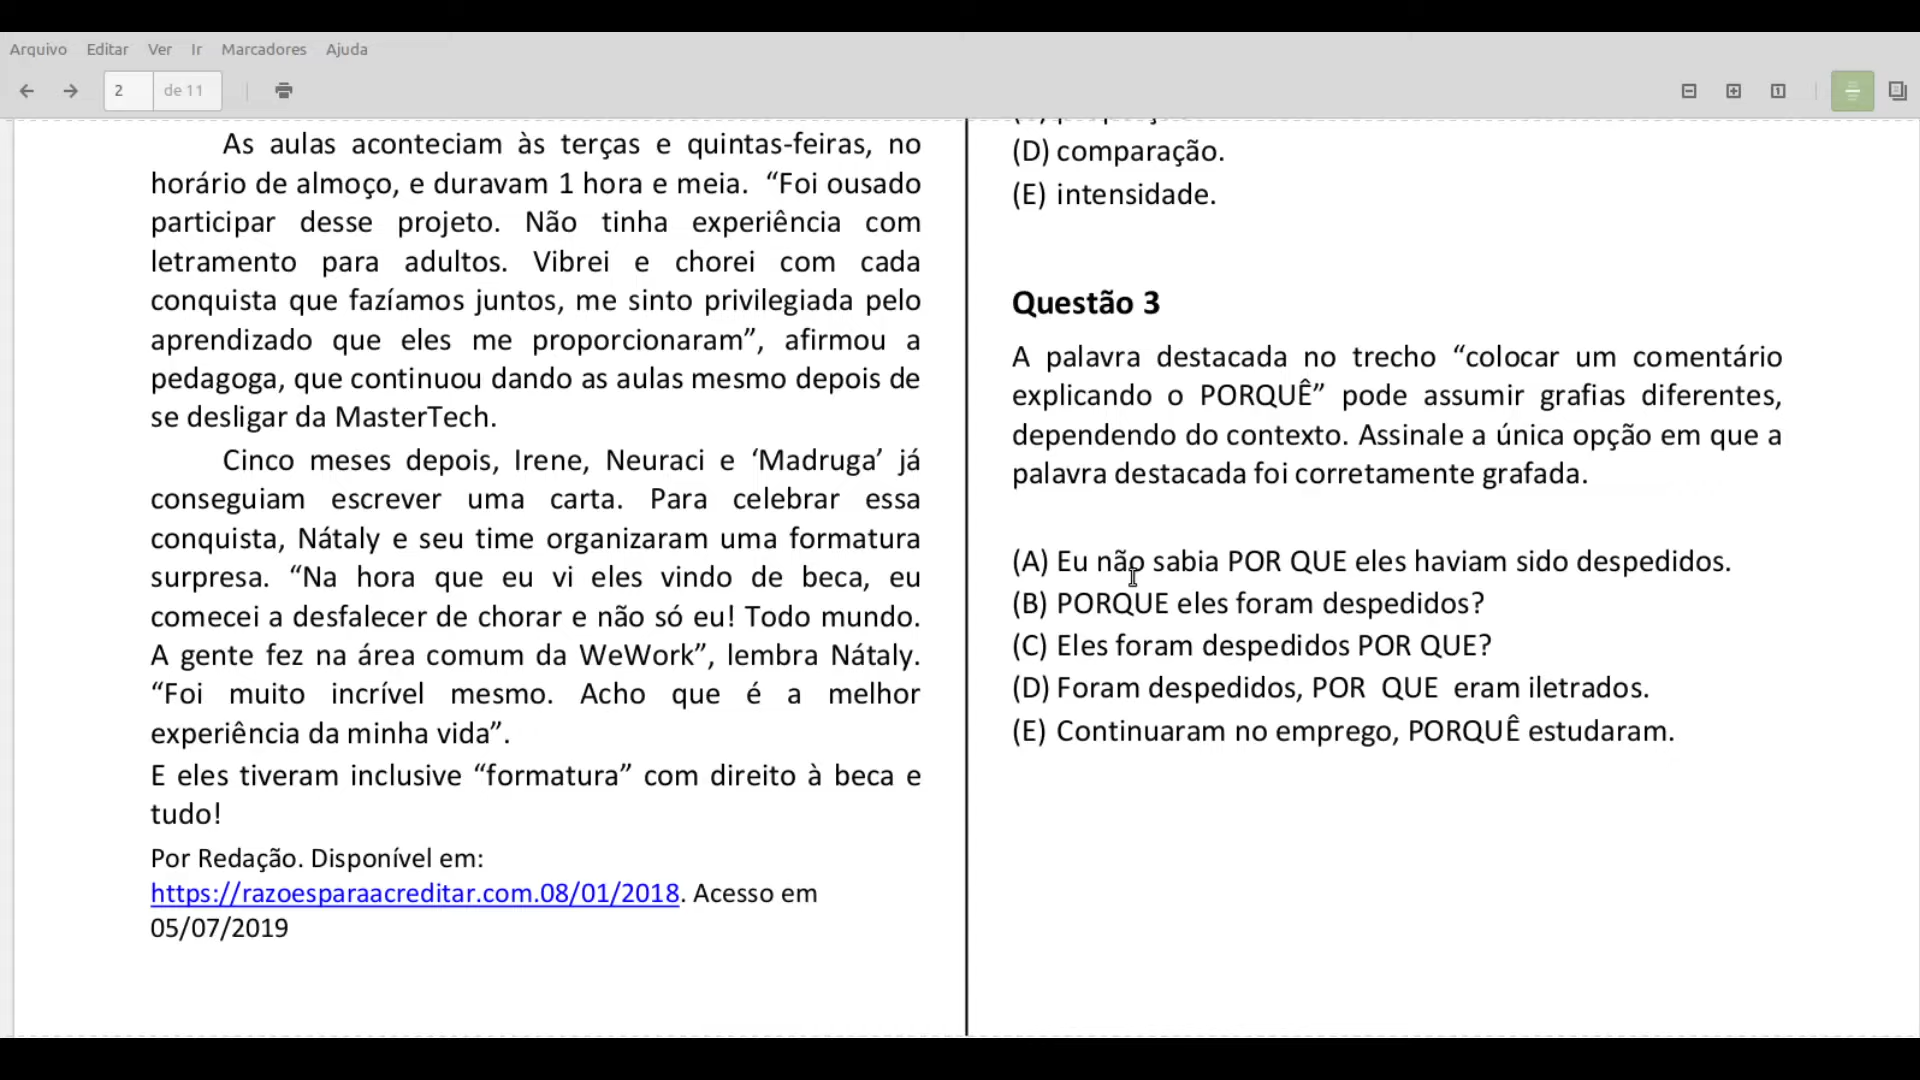 Arquivo Editar Ver Ir Marcadores Ajuda
2 de 11
As aulas aconteciam às terças e quintas-feiras, no
horário de almoço, e duravam 1 hora e meia. “Foi ousado
participar desse projeto. Não tinha experiência com
letramento para adultos. Vibrei e chorei com cada
conquista que fazíamos juntos, me sinto privilegiada pelo
aprendizado que eles me proporcionaram”, afirmou a
pedagoga, que continuou dando as aulas mesmo depois de
se desligar da MasterTech.
Cinco meses depois, Irene, Neuraci e ‘Madruga’ já
conseguiam escrever uma carta. Para celebrar essa
conquista, Nátaly e seu time organizaram uma formatura
surpresa. “Na hora que eu vi eles vindo de beca, eu
comecei a desfalecer de chorar e não só eu! Todo mundo.
A gente fez na área comum da WeWork”, lembra Nátaly.
“Foi muito incrível mesmo. Acho que é a melhor
experiência da minha vida”.
E eles tiveram inclusive “formatura” com direito à beca e
tudo!
Por Redação. Disponível em:
https://razoesparaacreditar.com.08/01/2018. Acesso em
05/07/2019
(D) comparação.
(E) intensidade.
Questão 3
A palavra destacada no trecho “colocar um comentário
explicando o PORQUÊ” pode assumir grafias diferentes,
dependendo do contexto. Assinale a única opção em que a
palavra destacada foi corretamente grafada.
(A) Eu não sabia POR QUE eles haviam sido despedidos.
(B) PORQUE eles foram despedidos?
(C) Eles foram despedidos POR QUE?
(D) Foram despedidos, POR QUE eram iletrados.
(E) Continuaram no emprego, PORQUÊ estudaram.